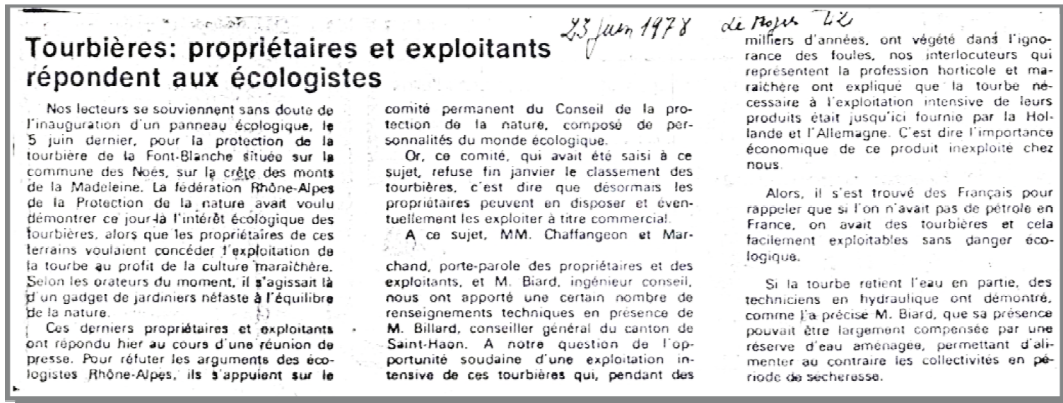 23 juin 1978
Tourbières: propriétaires et exploitants
répondent aux écologistes
Nos lecteurs se souviennent sans doute de
l'inauguration d'un panneau écologique, le
5 juin dernier, pour la protection de la
tourbière de la Font-Blanche située sur la
commune des Noës, sur la crête des monts
de la Madeleine. La fédération Rhône-Alpes
de la Protection de la nature avait voulu
démontrer ce jour-là l'intérêt écologique des
tourbières, alors que les propriétaires de ces
terrains voulaient concéder l'exploitation de
la tourbe au profit de la culture maraîchère.
Selon les orateurs du moment, il s'agissait là
d'un gadget de jardiniers néfaste à l'équilibre
de la nature.
Ces derniers propriétaires et exploitants
ont répondu hier au cours d'une réunion de
presse. Pour réfuter les arguments des éco-
logistes Rhône-Alpes, ils s'appuient sur le
comité permanent du Conseil de la pro-
tection de la nature, composé de per-
sonnalités du monde écologique.
Or, ce comité, qui avait été saisi à ce
sujet, refuse fin janvier le classement des
tourbières, c'est dire que désormais les
propriétaires peuvent en disposer et éven-
tuellement les exploiter à titre commercial.
A ce sujet, MM. Chaffangeon et Mar-
chand, porte-parole des propriétaires et des
exploitants, et M. Biard, ingénieur conseil,
nous ont apporté une certain nombre de
renseignements techniques en présence de
M. Billard, conseiller général du canton de
Saint-Haon. A notre question de l'op-
portunité soudaine d'une exploitation in-
tensive de ces tourbières qui, pendant des
milliers d'années, ont végété dans l'igno-
rance des foules, nos interlocuteurs qui
représentent la profession horticole et ma-
raîchère ont expliqué que la tourbe né-
cessaire à l'exploitation intensive de leurs
produits était jusqu'ici fournie par la Hol-
lande et l'Allemagne. C'est dire l'importance
économique de ce produit inexploité chez
nous.
Alors, il s'est trouvé des Français pour
rappeler que si l'on n'avait pas de pétrole en
France, on avait des tourbières et cela
facilement exploitables sans danger éco-
logique.
Si la tourbe retient l'eau en partie, des
techniciens en hydraulique ont démontré,
comme l'a précisé M. Biard, que sa présence
pouvait être largement compensée par une
réserve d'eau aménagée, permettant d'ali-
menter au contraire les collectivités en pé-
riode de sécheresse.